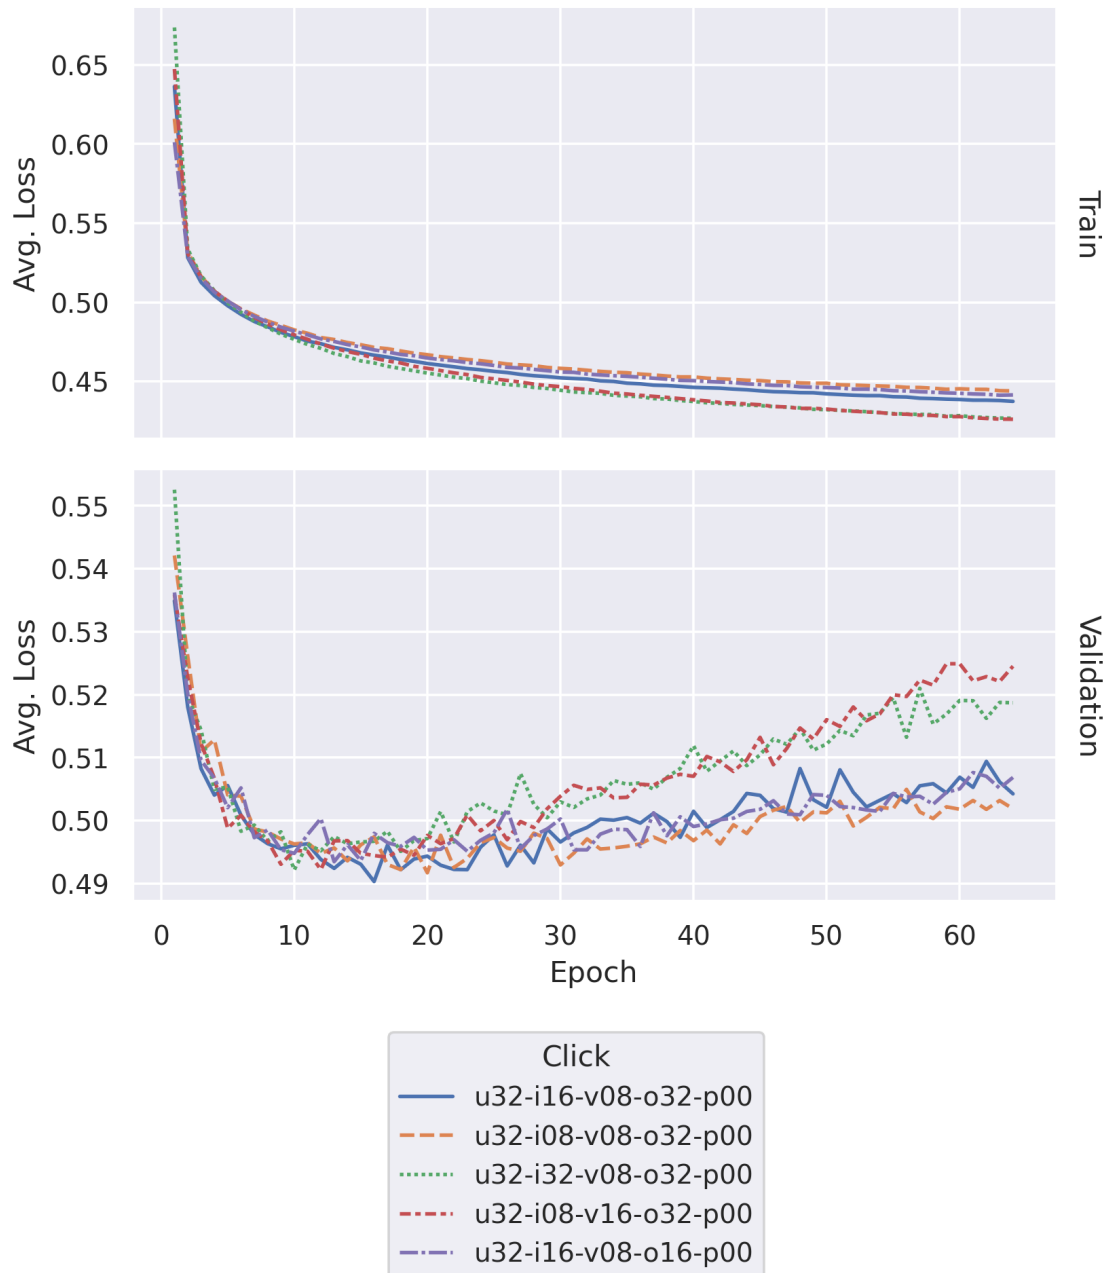 0.65
0.60
0.55
0.50
0.45
Avg. Loss
Train
0.55
0.54
0.53
0.52
0.51
0.50
0.49
Avg. Loss
Validation
0 10 20 30 40 50 60
Epoch
Click
u32-i16-v08-o32-p00
u32-i08-v08-o32-p00
u32-i32-v08-o32-p00
u32-i08-v16-o32-p00
u32-i16-v08-o16-p00